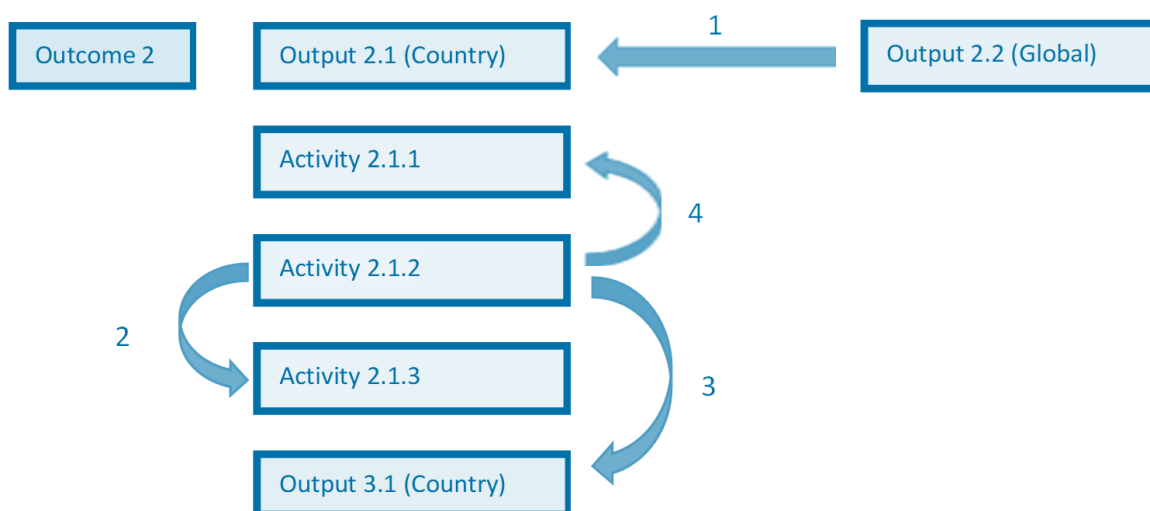 Outcome 2
Output 2.1 (Country)
1
Output 2.2 (Global)
Activity 2.1.1
4
Activity 2.1.2
2
Activity 2.1.3
3
Output 3.1 (Country)